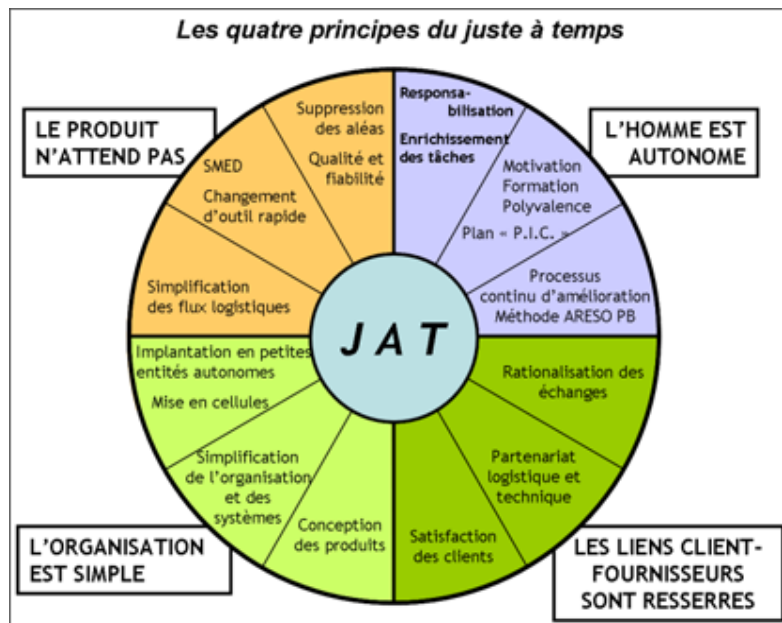 Les quatre principes du juste à temps
LE PRODUIT
N'ATTEND PAS
Suppression
des aléas
Qualité et
fiabilité
SMED
Changement
d'outil rapide
Simplification
des flux logistiques
L'HOMME EST
AUTONOME
Responsa-
bilisation
Enrichissement
des tâches
Motivation
Formation
Polyvalence
Plan « P.I.C. »
Processus
continu d'amélioration
Méthode ARESO PB
J A T
Implantation en petites
entités autonomes
Mise en cellules
Simplification
de l'organisation
et des
systèmes
Conception
des produits
L'ORGANISATION
EST SIMPLE
Rationalisation des
échanges
Partenariat
logistique et
technique
Satisfaction
des clients
LES LIENS CLIENT-
FOURNISSEURS
SONT RESSERRES